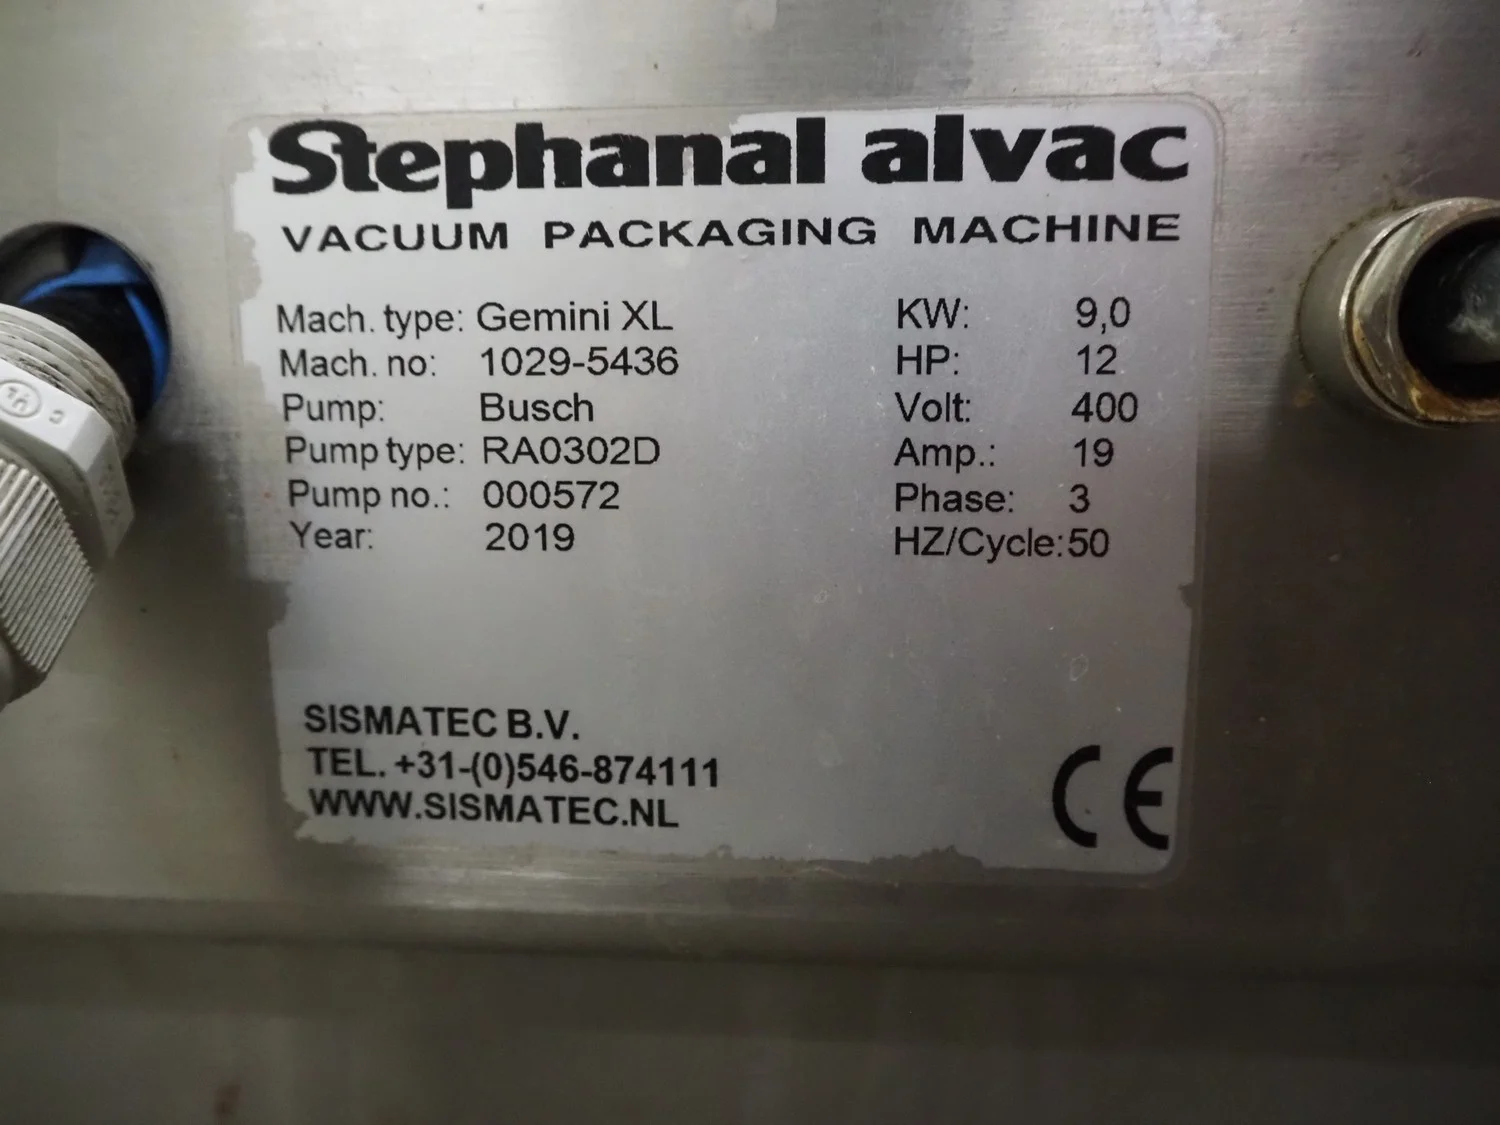 Stephanal alvac
VACUUM PACKAGING MACHINE
Mach. type: Gemini XL
Mach. no: 1029-5436
Pump: Busch
Pump type: RA0302D
Pump no.: 000572
Year: 2019
KW: 9,0
HP: 12
Volt: 400
Amp.: 19
Phase: 3
HZ/Cycle: 50
SISMATEC B.V.
TEL. +31-(0)546-874111
WWW.SISMATEC.NL
CE